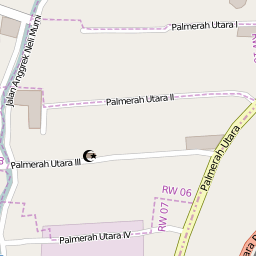 Palmerah Utara I
Jalan Anggrek Neli Murni
Palmerah Utara II
Palmerah Utara
Palmerah Utara III
RW 06
RW 07
Palmerah Utara IV